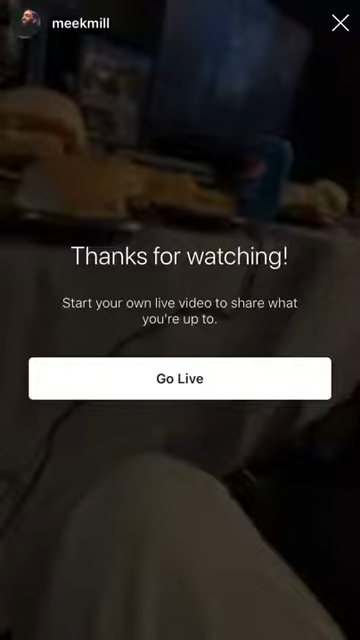 meekmill
Thanks for watching!
Start your own live video to share what
you're up to.
Go Live